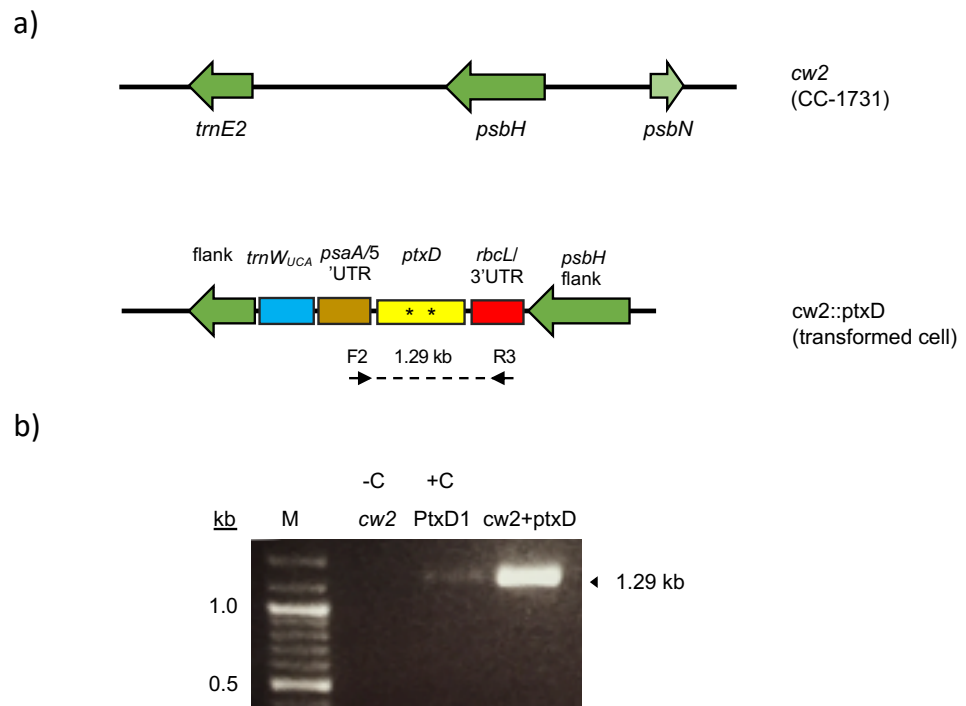 a)
cw2
(CC-1731)
trnE2 psbH psbN
flank trnWUCA psaA/5 'UTR ptxD rbcL/ 3'UTR psbH flank
* *
cw2::ptxD
(transformed cell)
F2 1.29 kb R3
b)
-C +C
kb M cw2 PtxD1 cw2+ptxD
1.29 kb
1.0
0.5